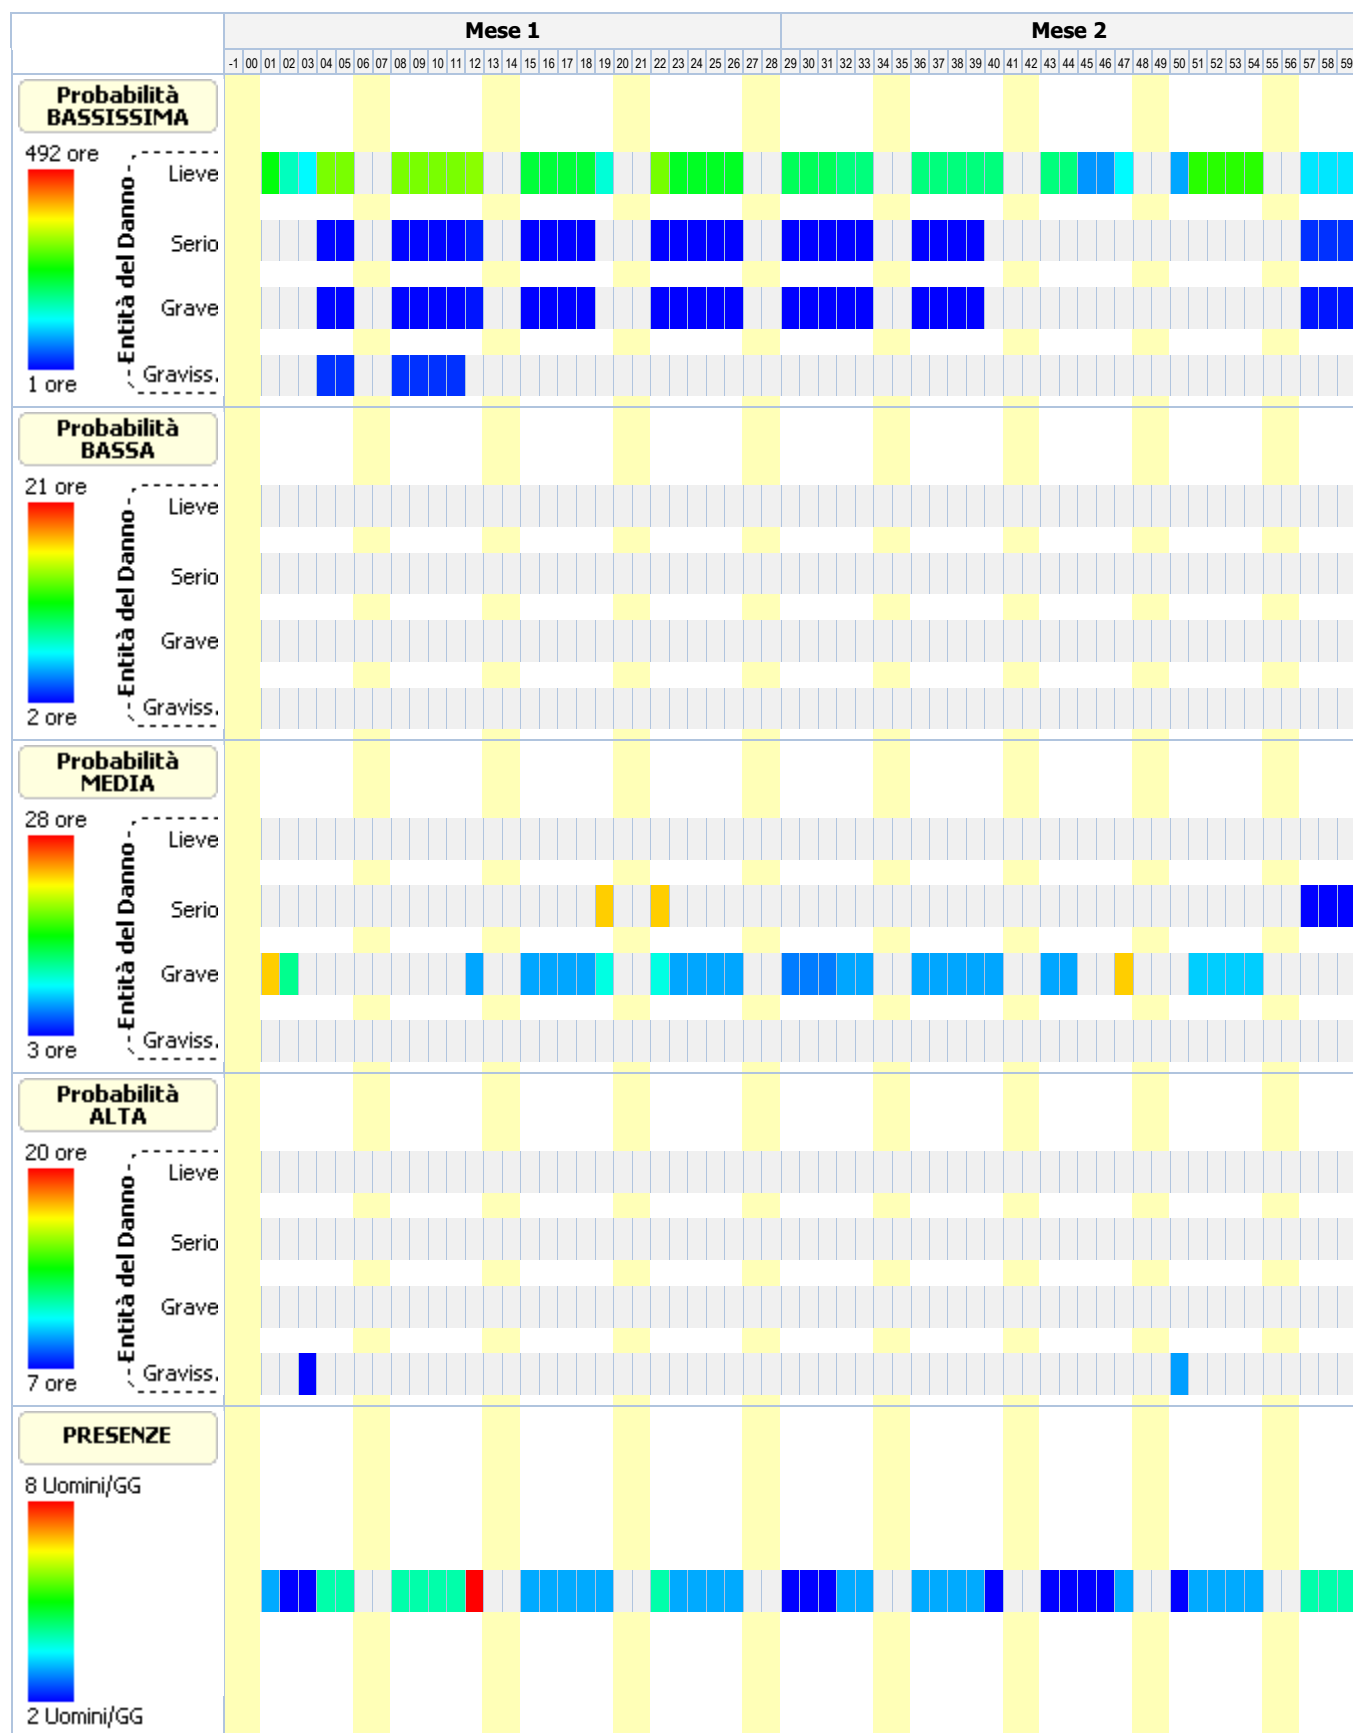 Mese 1 Mese 2
-1 00 01 02 03 04 05 06 07 08 09 10 11 12 13 14 15 16 17 18 19 20 21 22 23 24 25 26 27 28 29 30 31 32 33 34 35 36 37 38 39 40 41 42 43 44 45 46 47 48 49 50 51 52 53 54 55 56 57 58 59
Probabilità
BASSISSIMA
492 ore
Lieve
Serio
Entità del Danno
Grave
Graviss.
1 ore
Probabilità
BASSA
21 ore
Lieve
Serio
Entità del Danno
Grave
Graviss.
2 ore
Probabilità
MEDIA
28 ore
Lieve
Serio
Entità del Danno
Grave
Graviss.
3 ore
Probabilità
ALTA
20 ore
Lieve
Serio
Entità del Danno
Grave
Graviss.
7 ore
PRESENZE
8 Uomini/GG
2 Uomini/GG